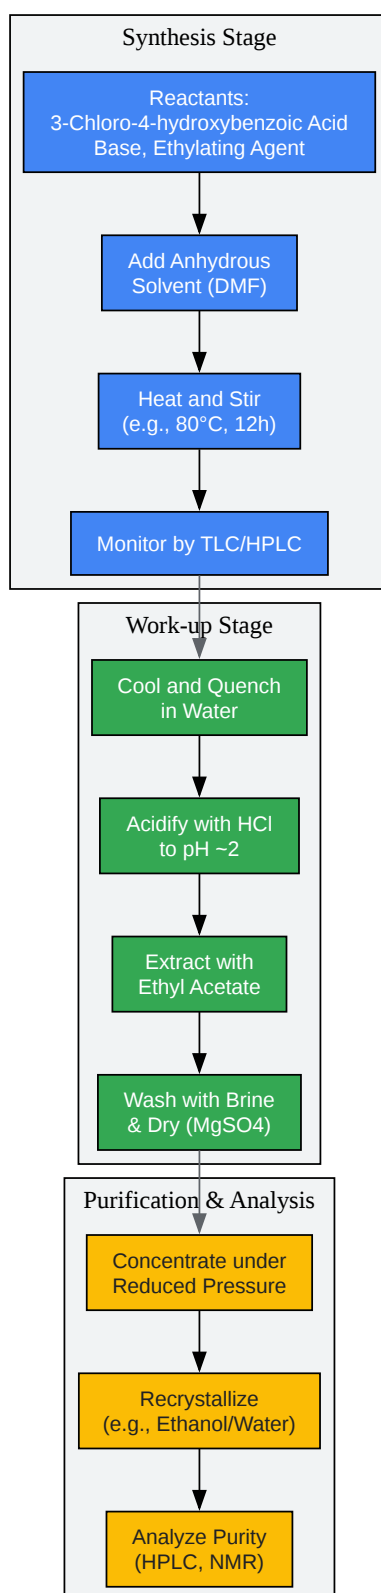 Synthesis Stage
Reactants:
3-Chloro-4-hydroxybenzoic Acid
Base, Ethylating Agent
Add Anhydrous
Solvent (DMF)
Heat and Stir
(e.g., 80°C, 12h)
Monitor by TLC/HPLC
Work-up Stage
Cool and Quench
in Water
Acidify with HCl
to pH ~2
Extract with
Ethyl Acetate
Wash with Brine
& Dry (MgSO4)
Purification & Analysis
Concentrate under
Reduced Pressure
Recrystallize
(e.g., Ethanol/Water)
Analyze Purity
(HPLC, NMR)